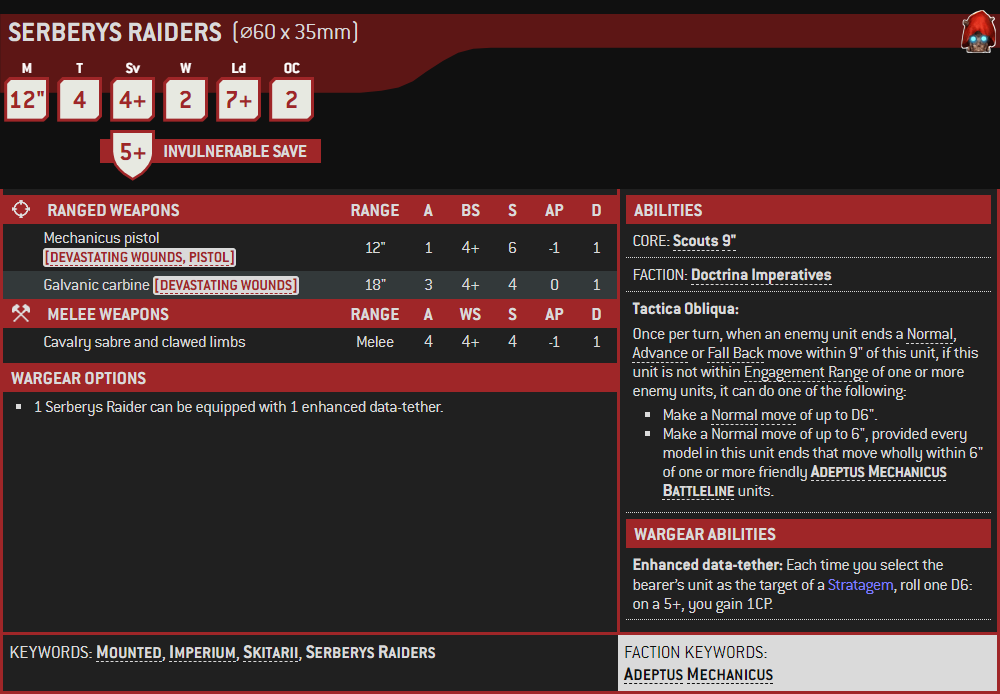 SERBERYS RAIDERS (⌀60 x 35mm)
M T Sv W Ld OC
12" 4 4+ 2 7+ 2
5+ INVULNERABLE SAVE
RANGED WEAPONS RANGE A BS S AP D
Mechanicus pistol
[DEVASTATING WOUNDS, PISTOL] 12" 1 4+ 6 -1 1
Galvanic carbine [DEVASTATING WOUNDS] 18" 3 4+ 4 0 1
MELEE WEAPONS RANGE A WS S AP D
Cavalry sabre and clawed limbs Melee 4 4+ 4 -1 1
WARGEAR OPTIONS
▪ 1 Serberys Raider can be equipped with 1 enhanced data-tether.
ABILITIES
CORE: Scouts 9"
FACTION: Doctrina Imperatives
Tactica Obliqua:
Once per turn, when an enemy unit ends a Normal,
Advance or Fall Back move within 9" of this unit, if this
unit is not within Engagement Range of one or more
enemy units, it can do one of the following:
▪ Make a Normal move of up to D6".
▪ Make a Normal move of up to 6", provided every
model in this unit ends that move wholly within 6"
of one or more friendly ADEPTUS MECHANICUS
BATTLELINE units.
WARGEAR ABILITIES
Enhanced data-tether: Each time you select the
bearer's unit as the target of a Stratagem, roll one D6:
on a 5+, you gain 1CP.
KEYWORDS: MOUNTED, IMPERIUM, SKITARII, SERBERYS RAIDERS
FACTION KEYWORDS:
ADEPTUS MECHANICUS